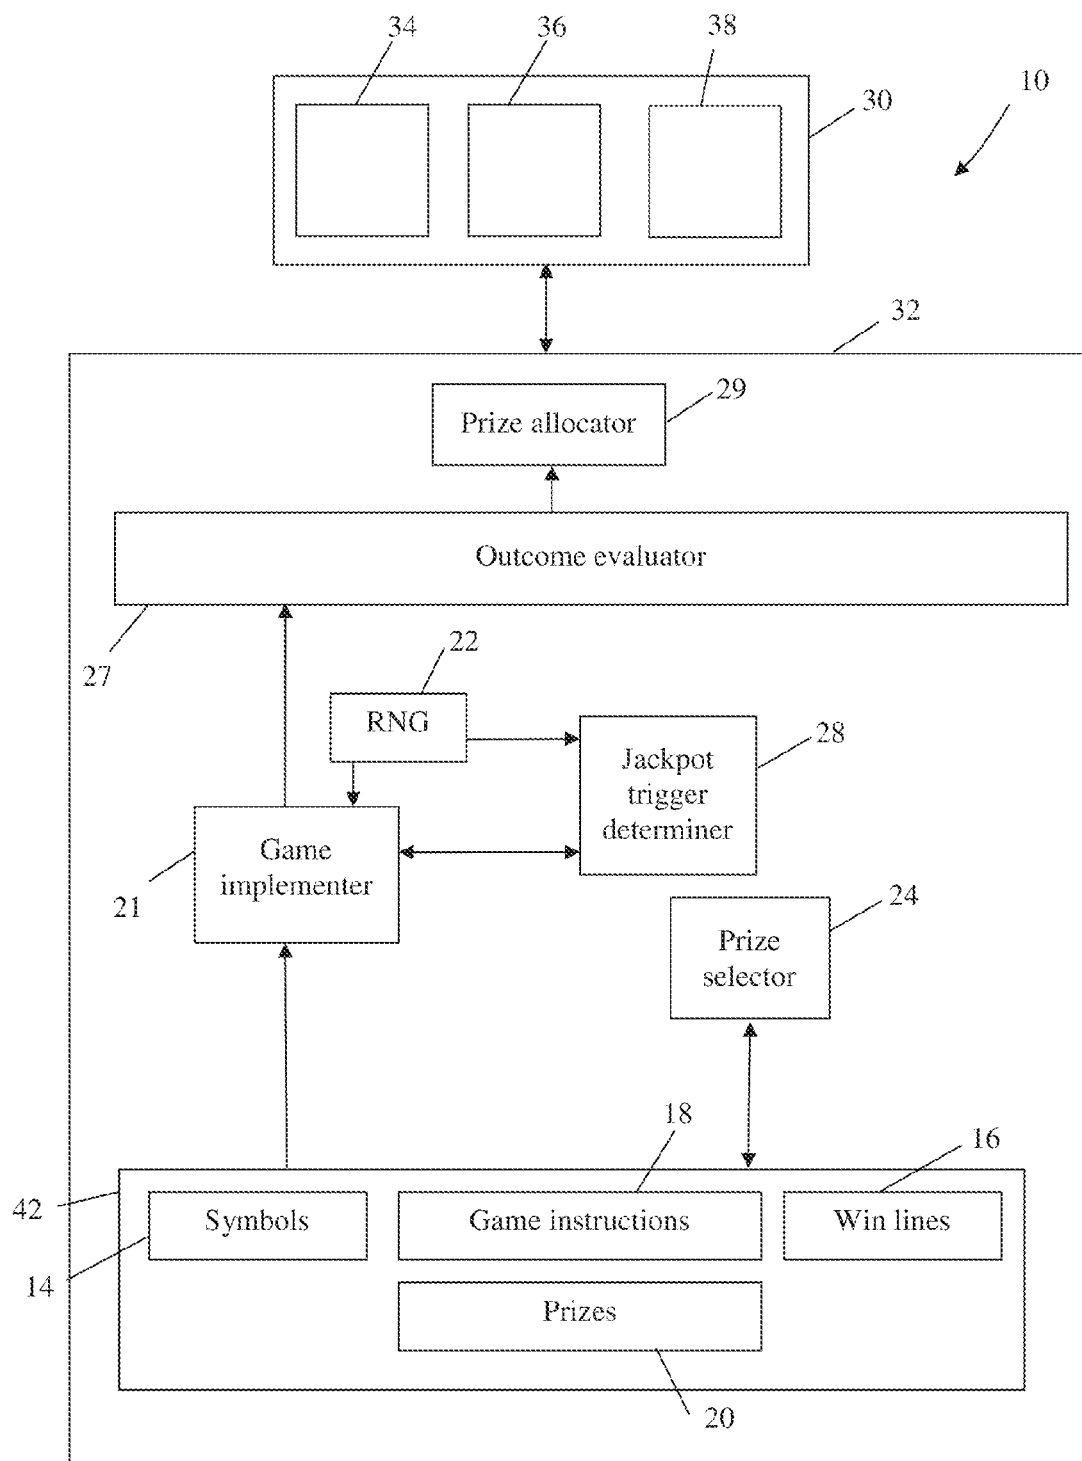 34
36
38
10
30
32
29
Prize allocator
Outcome evaluator
27
22
RNG
28
Jackpot
trigger
determiner
Game
implementer
21
24
Prize
selector
18
16
42
Symbols
Game instructions
Win lines
14
Prizes
20